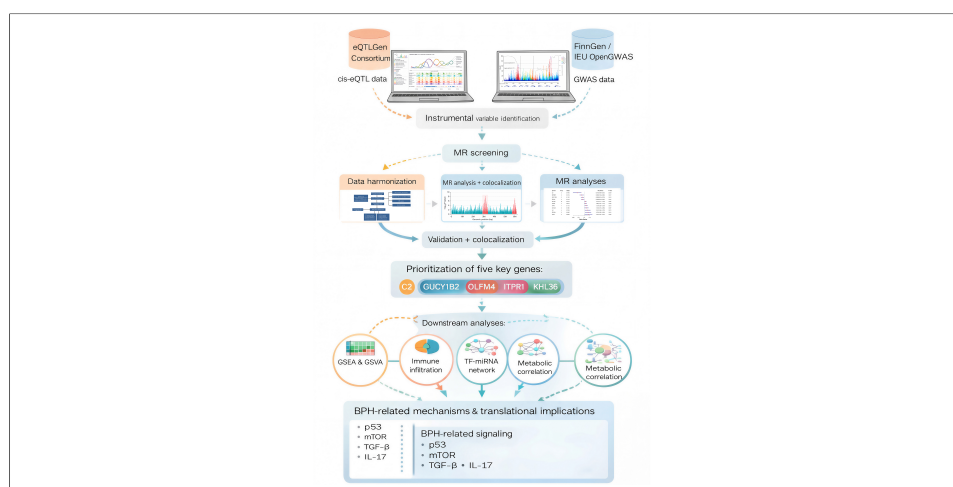 eQTLGen
Consortium
FinnGen /
IEU OpenGWAS
cis-eQTL data
GWAS data
Instrumental variable identification
MR screening
Data harmonization
MR analysis + colocalization
MR analyses
Validation + colocalization
Prioritization of five key genes:
C2 GUCY1B2 OLFM4 ITPR1 KHL36
Downstream analyses:
GSEA & GSVA
Immune
infiltration
TF-miRNA
network
Metabolic
correlation
Metabolic
correlation
BPH-related mechanisms & translational implications
• p53
• mTOR
• TGF-β
• IL-17
BPH-related signaling
• p53
• mTOR
• TGF-β • IL-17